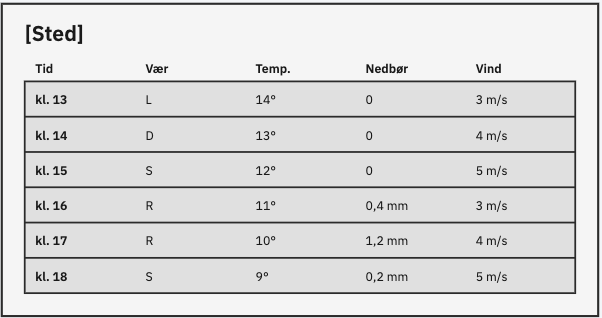 [Sted]
Tid Vær Temp. Nedbør Vind
kl. 13 L 14° 0 3 m/s
kl. 14 D 13° 0 4 m/s
kl. 15 S 12° 0 5 m/s
kl. 16 R 11° 0,4 mm 3 m/s
kl. 17 R 10° 1,2 mm 4 m/s
kl. 18 S 9° 0,2 mm 5 m/s